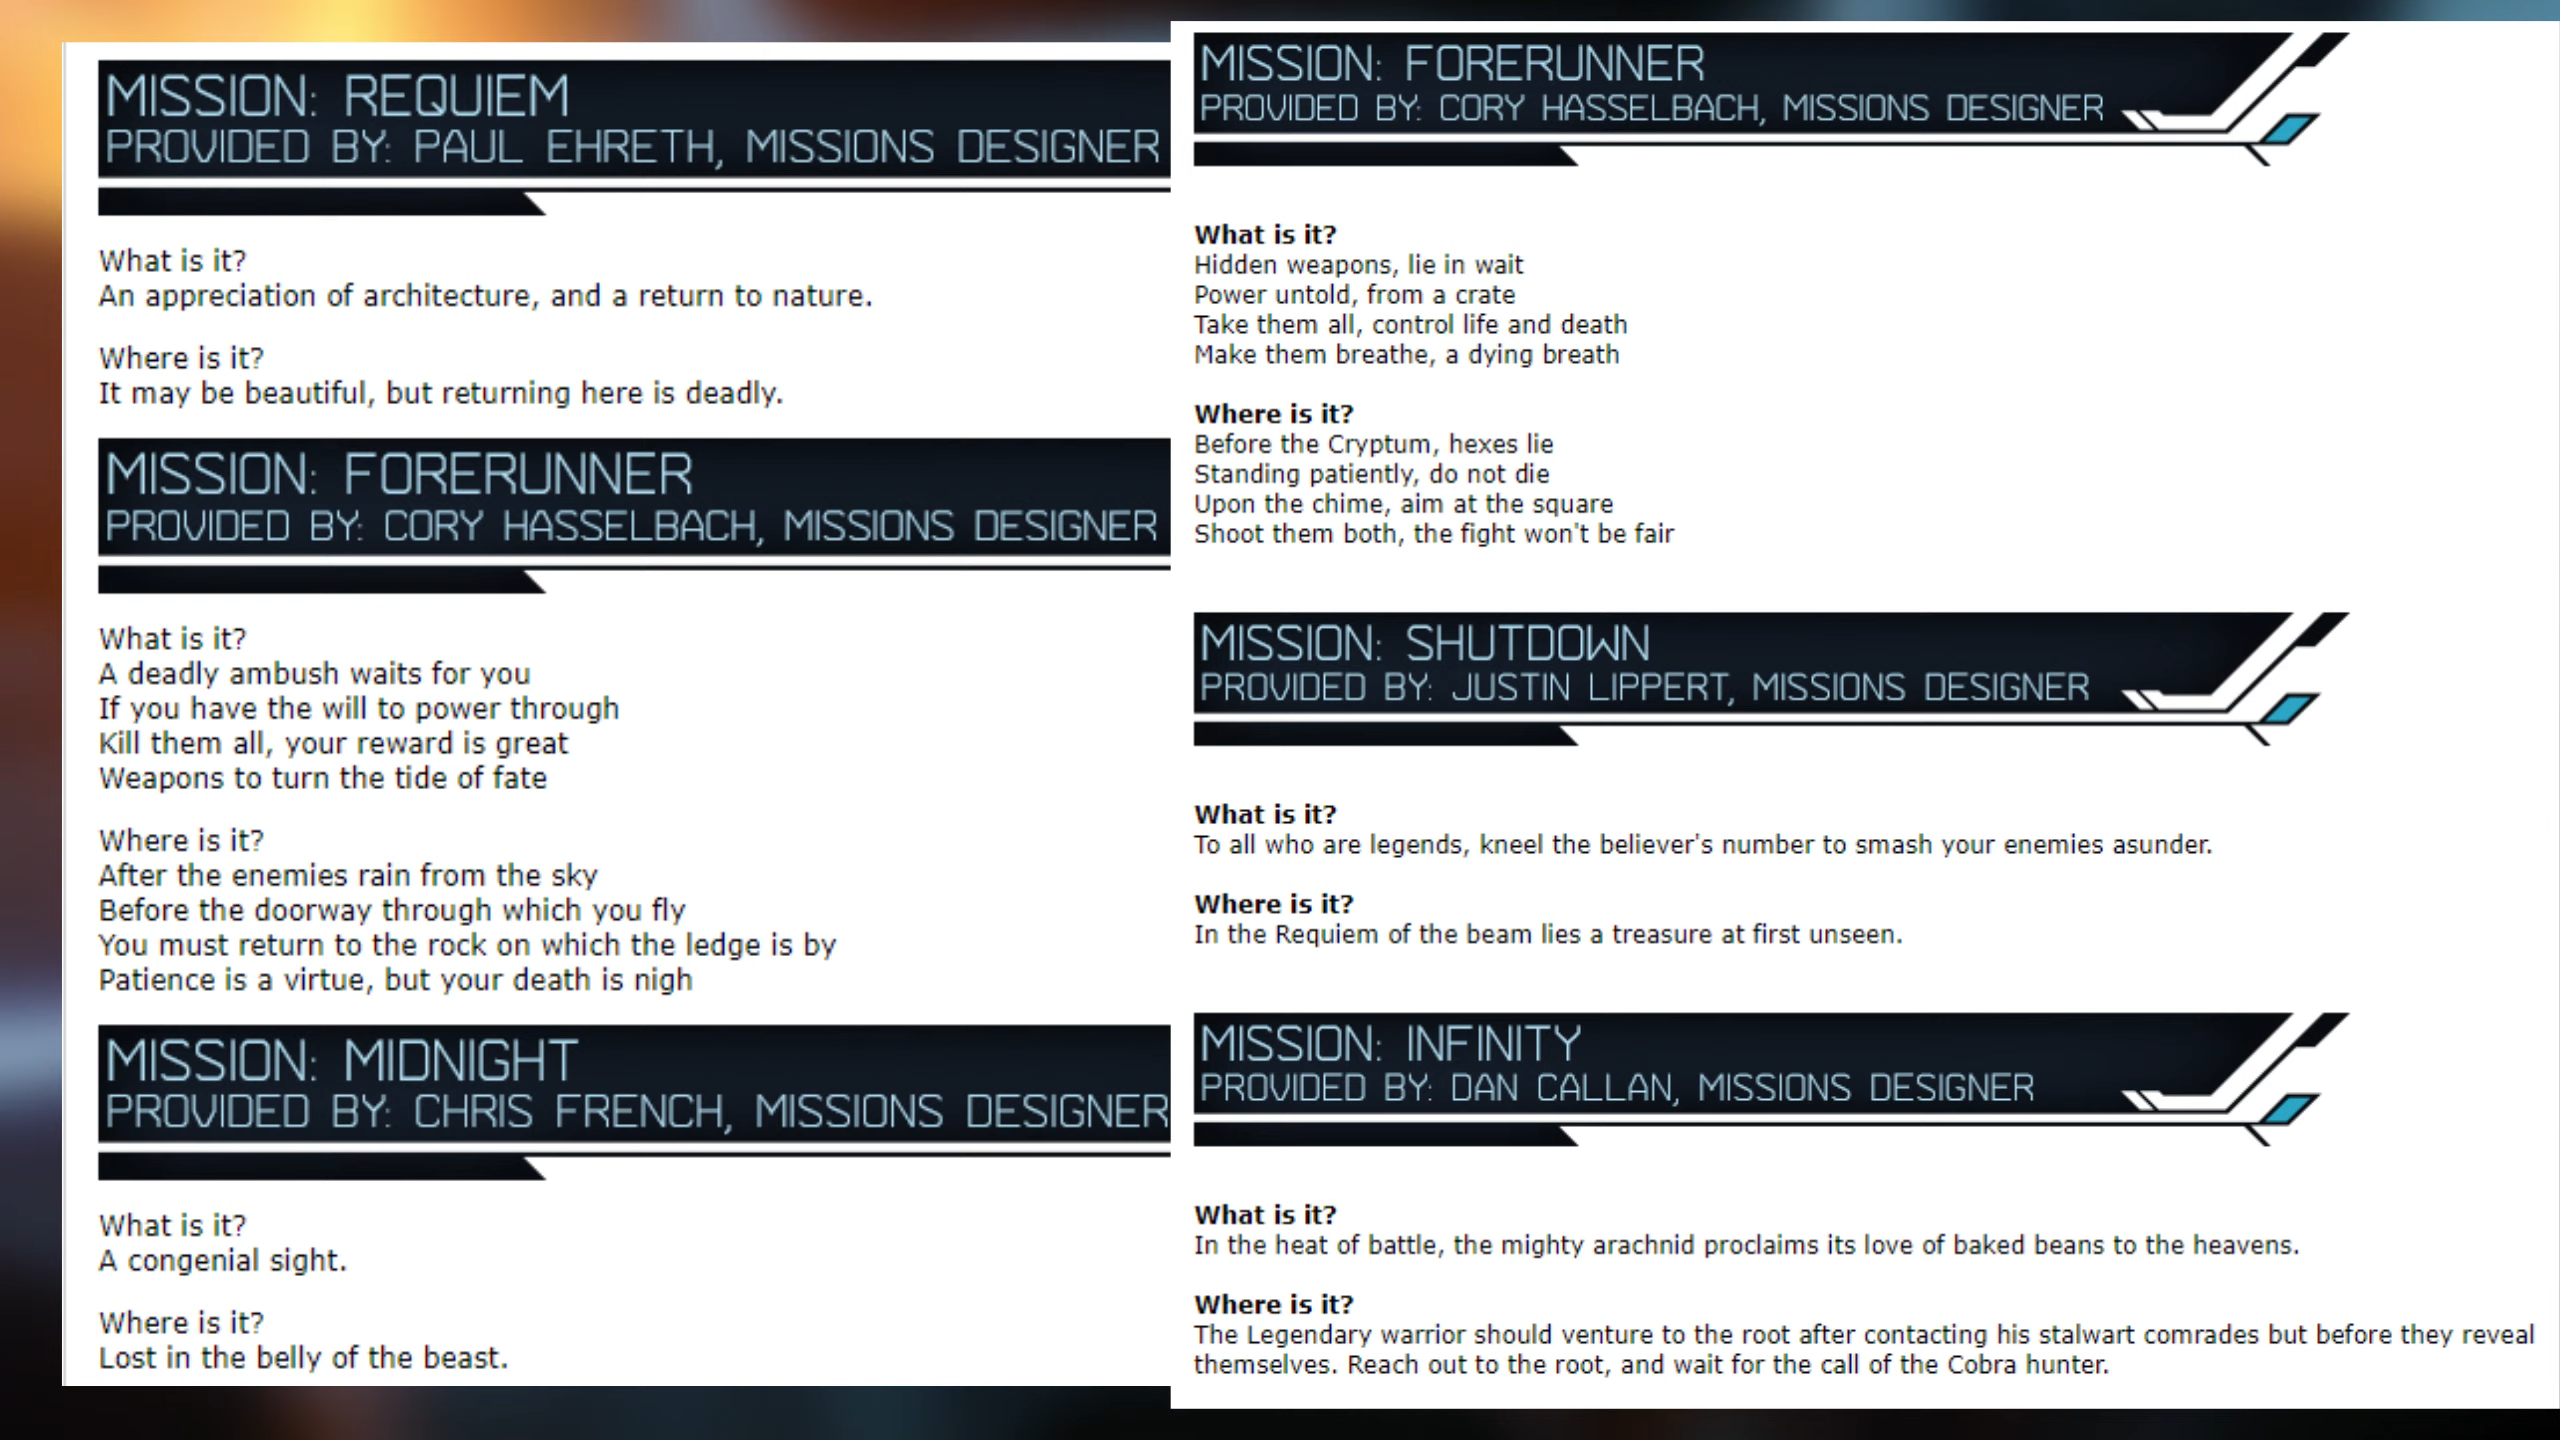 MISSION: REQUIEM
PROVIDED BY: PAUL EHRETH, MISSIONS DESIGNER
What is it?
An appreciation of architecture, and a return to nature.
Where is it?
It may be beautiful, but returning here is deadly.
MISSION: FORERUNNER
PROVIDED BY: CORY HASSELBACH, MISSIONS DESIGNER
What is it?
A deadly ambush waits for you
If you have the will to power through
Kill them all, your reward is great
Weapons to turn the tide of fate
Where is it?
After the enemies rain from the sky
Before the doorway through which you fly
You must return to the rock on which the ledge is by
Patience is a virtue, but your death is nigh
MISSION: MIDNIGHT
PROVIDED BY: CHRIS FRENCH, MISSIONS DESIGNER
What is it?
A congenial sight.
Where is it?
Lost in the belly of the beast.
MISSION: FORERUNNER
PROVIDED BY: CORY HASSELBACH, MISSIONS DESIGNER
What is it?
Hidden weapons, lie in wait
Power untold, from a crate
Take them all, control life and death
Make them breathe, a dying breath
Where is it?
Before the Cryptum, hexes lie
Standing patiently, do not die
Upon the chime, aim at the square
Shoot them both, the fight won't be fair
MISSION: SHUTDOWN
PROVIDED BY: JUSTIN LIPPERT, MISSIONS DESIGNER
What is it?
To all who are legends, kneel the believer's number to smash your enemies asunder.
Where is it?
In the Requiem of the beam lies a treasure at first unseen.
MISSION: INFINITY
PROVIDED BY: DAN CALLAN, MISSIONS DESIGNER
What is it?
In the heat of battle, the mighty arachnid proclaims its love of baked beans to the heavens.
Where is it?
The Legendary warrior should venture to the root after contacting his stalwart comrades but before they reveal
themselves. Reach out to the root, and wait for the call of the Cobra hunter.